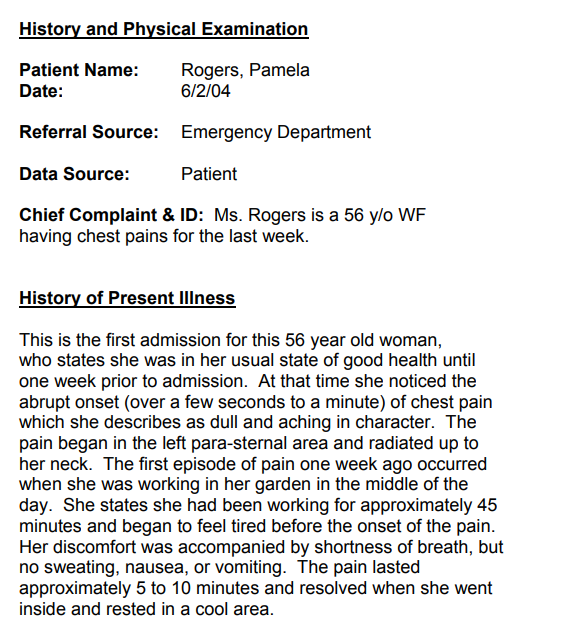 History and Physical Examination
Patient Name: Rogers, Pamela
Date: 6/2/04
Referral Source: Emergency Department
Data Source: Patient
Chief Complaint & ID: Ms. Rogers is a 56 y/o WF
having chest pains for the last week.
History of Present Illness
This is the first admission for this 56 year old woman,
who states she was in her usual state of good health until
one week prior to admission. At that time she noticed the
abrupt onset (over a few seconds to a minute) of chest pain
which she describes as dull and aching in character. The
pain began in the left para-sternal area and radiated up to
her neck. The first episode of pain one week ago occurred
when she was working in her garden in the middle of the
day. She states she had been working for approximately 45
minutes and began to feel tired before the onset of the pain.
Her discomfort was accompanied by shortness of breath, but
no sweating, nausea, or vomiting. The pain lasted
approximately 5 to 10 minutes and resolved when she went
inside and rested in a cool area.